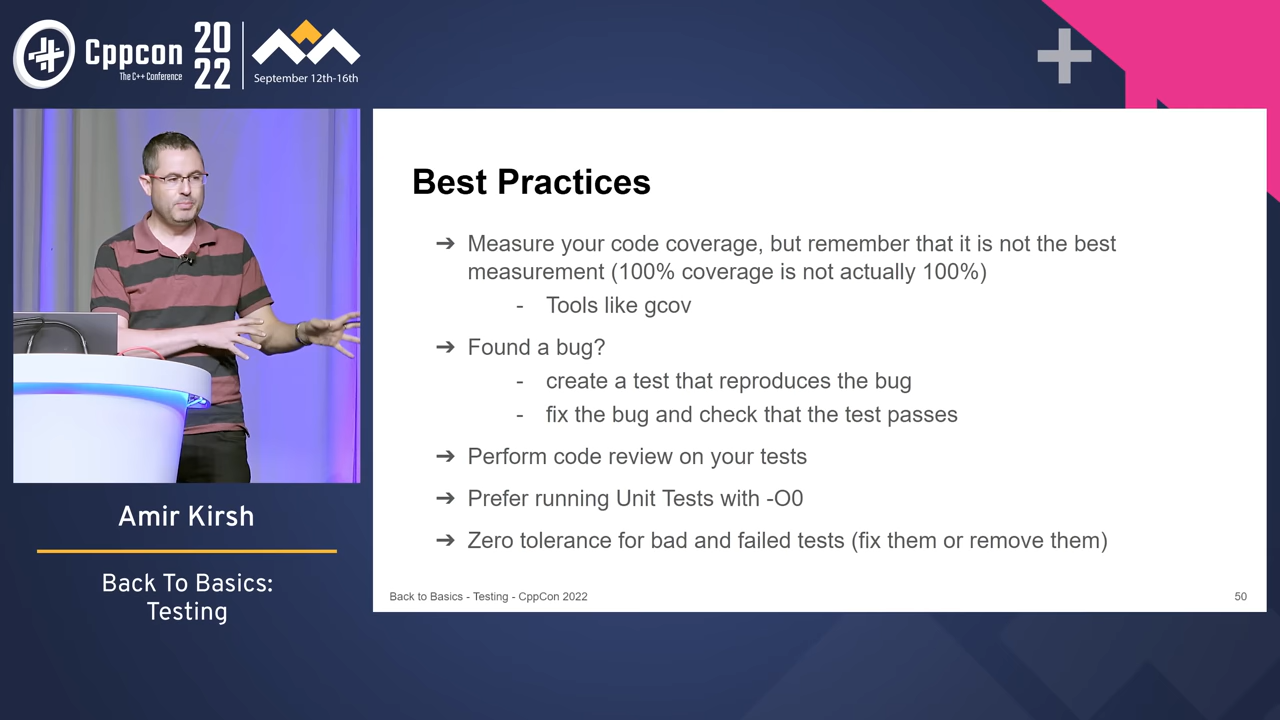 Cppcon
The C++ Conference
20
22
September 12th-16th
Best Practices
➔ Measure your code coverage, but remember that it is not the best
measurement (100% coverage is not actually 100%)
- Tools like gcov
➔ Found a bug?
- create a test that reproduces the bug
- fix the bug and check that the test passes
➔ Perform code review on your tests
➔ Prefer running Unit Tests with -O0
➔ Zero tolerance for bad and failed tests (fix them or remove them)
Back to Basics - Testing - CppCon 2022
50
Amir Kirsh
Back To Basics:
Testing